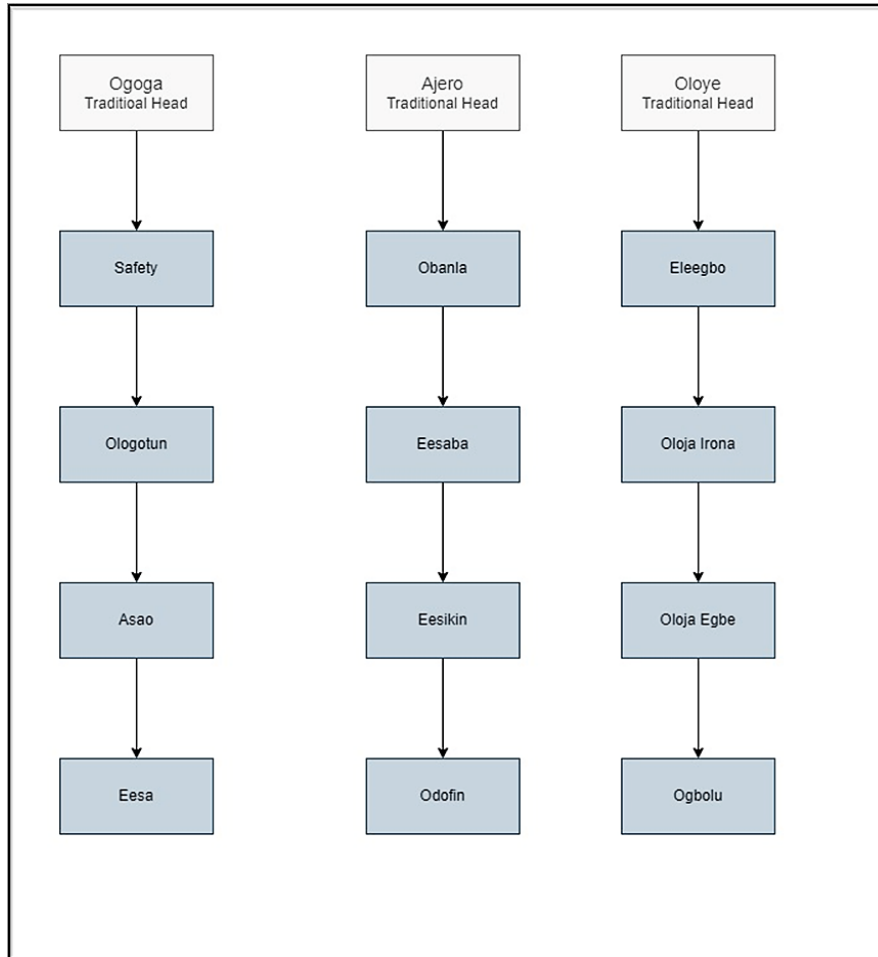 Ogoga
Traditioal Head
Ajero
Traditional Head
Oloye
Traditional Head
Safety
Obanla
Eleegbo
Ologotun
Eesaba
Oloja Irona
Asao
Eesikin
Oloja Egbe
Eesa
Odofin
Ogbolu